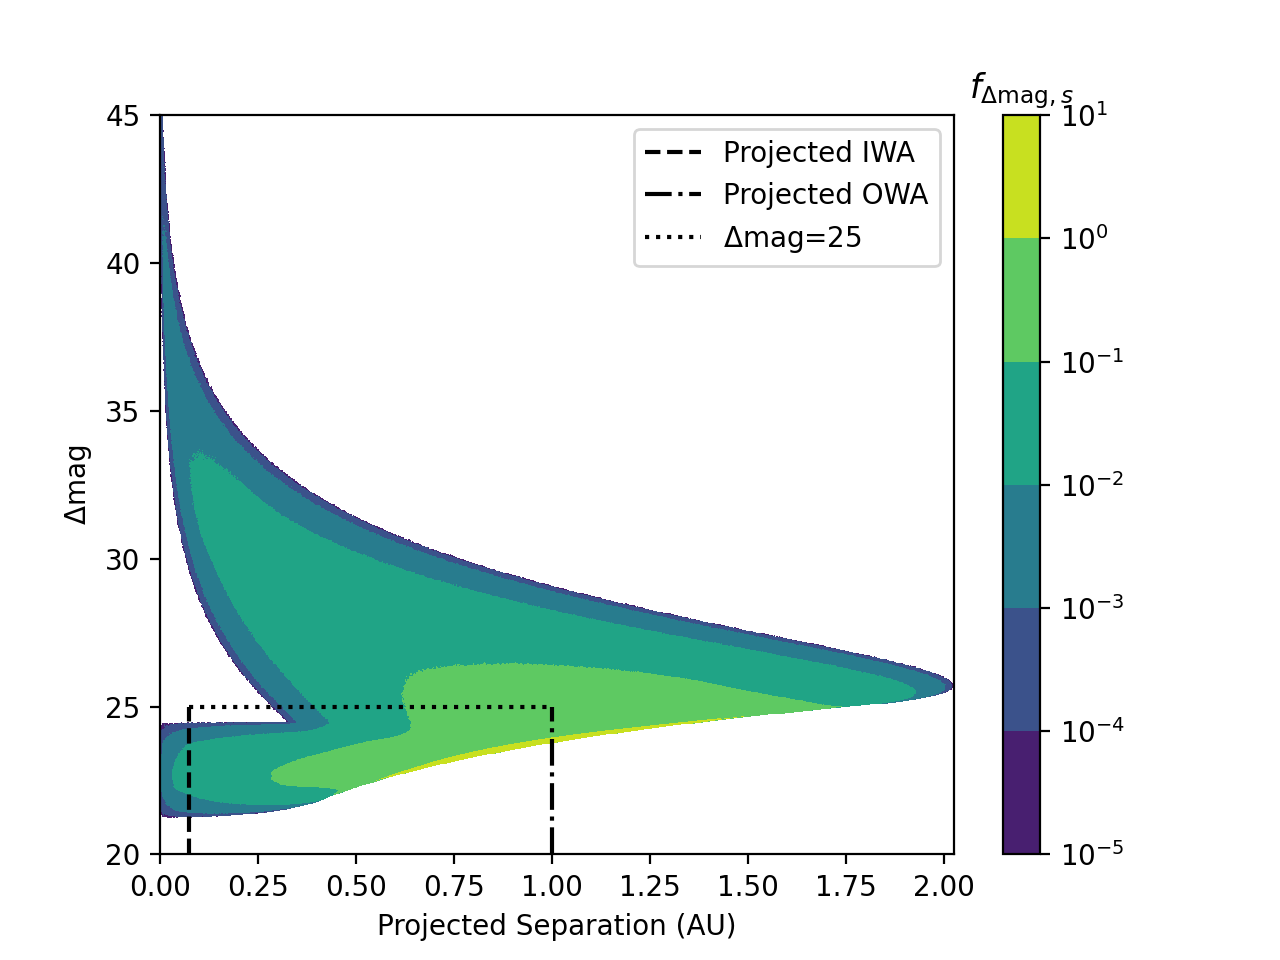 f_{Δmag, s}
45
40
35
30
25
20
Δmag
Projected IWA
Projected OWA
Δmag=25
10^1
10^0
10^{-1}
10^{-2}
10^{-3}
10^{-4}
10^{-5}
0.00 0.25 0.50 0.75 1.00 1.25 1.50 1.75 2.00
Projected Separation (AU)